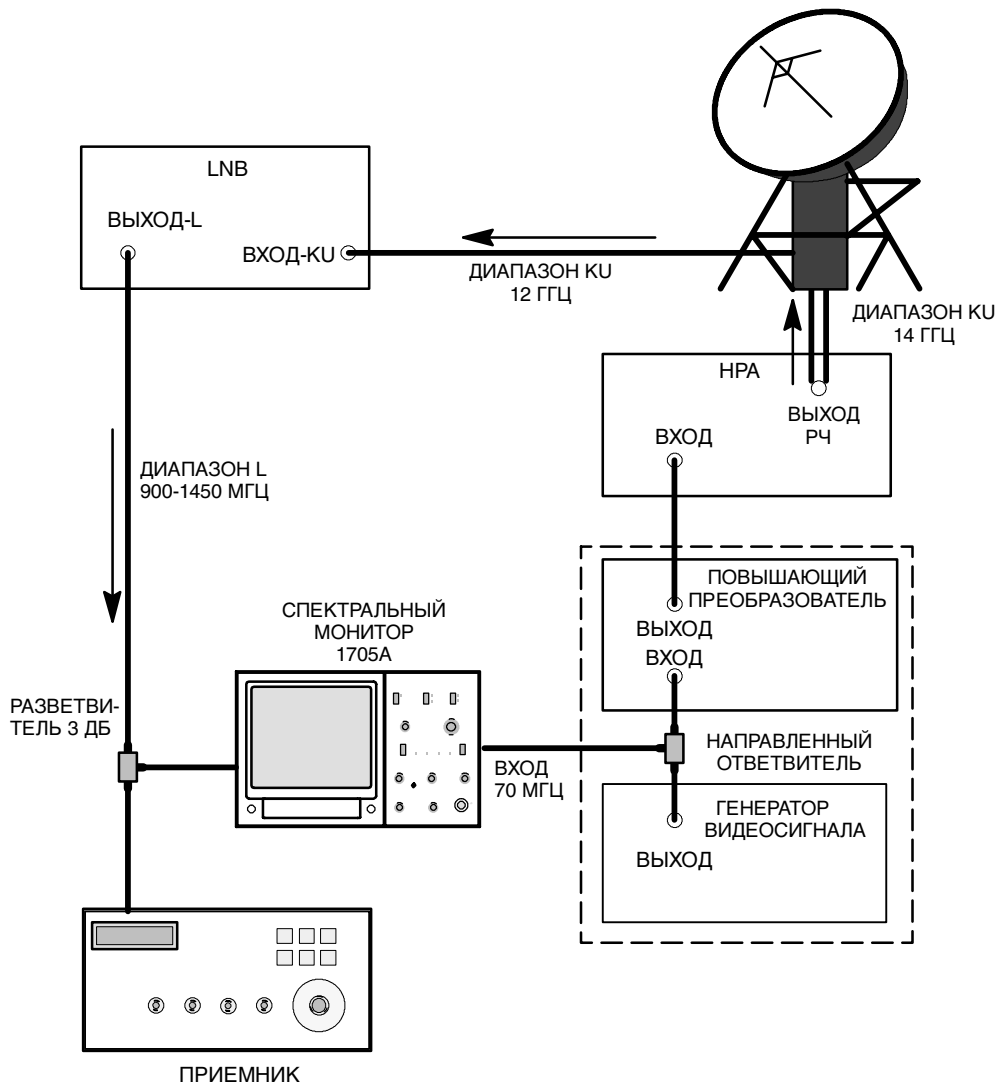 LNB
ВЫХОД-L
ВХОД-KU
ДИАПАЗОН KU
12 ГГЦ
ДИАПАЗОН KU
14 ГГЦ
HPA
ВЫХОД
РЧ
ВХОД
ДИАПАЗОН L
900-1450 МГЦ
ПОВЫШАЮЩИЙ
ПРЕОБРАЗОВАТЕЛЬ
ВЫХОД
ВХОД
СПЕКТРАЛЬНЫЙ
МОНИТОР
1705A
РАЗВЕТВИ-
ТЕЛЬ 3 ДБ
ВХОД
70 МГЦ
НАПРАВЛЕННЫЙ
ОТВЕТВИТЕЛЬ
ГЕНЕРАТОР
ВИДЕОСИГНАЛА
ВЫХОД
ПРИЕМНИК